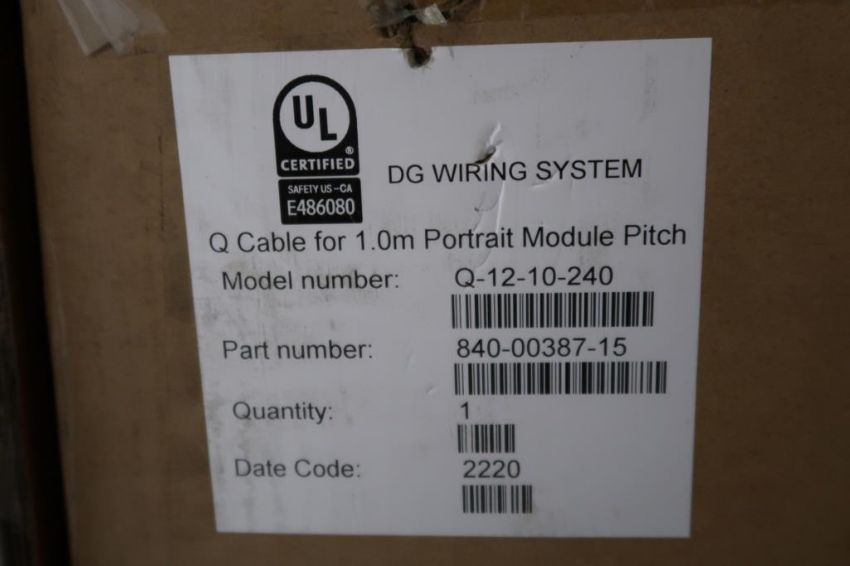 UL
®
CERTIFIED
SAFETY US-CA
E486080
DG WIRING SYSTEM
Q Cable for 1.0m Portrait Module Pitch
Model number: Q-12-10-240
Part number: 840-00387-15
Quantity: 1
Date Code: 2220